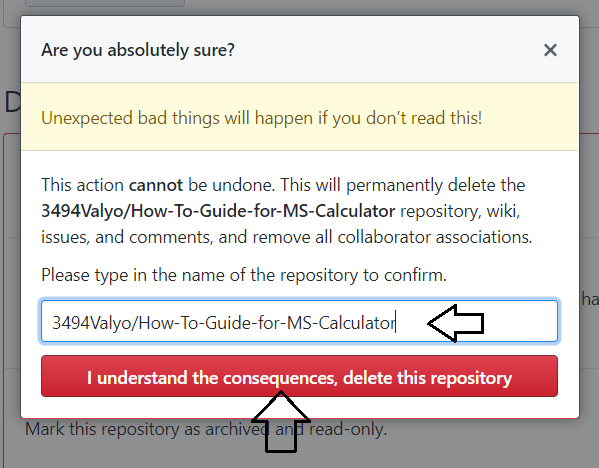 Are you absolutely sure?
D
Unexpected bad things will happen if you don’t read this!
This action cannot be undone. This will permanently delete the
3494Valyo/How-To-Guide-for-MS-Calculator repository, wiki,
issues, and comments, and remove all collaborator associations.
Please type in the name of the repository to confirm.
ha
3494Valyo/How-To-Guide-for-MS-Calculator
I understand the consequences, delete this repository
Mark this repository as archived and read-only.